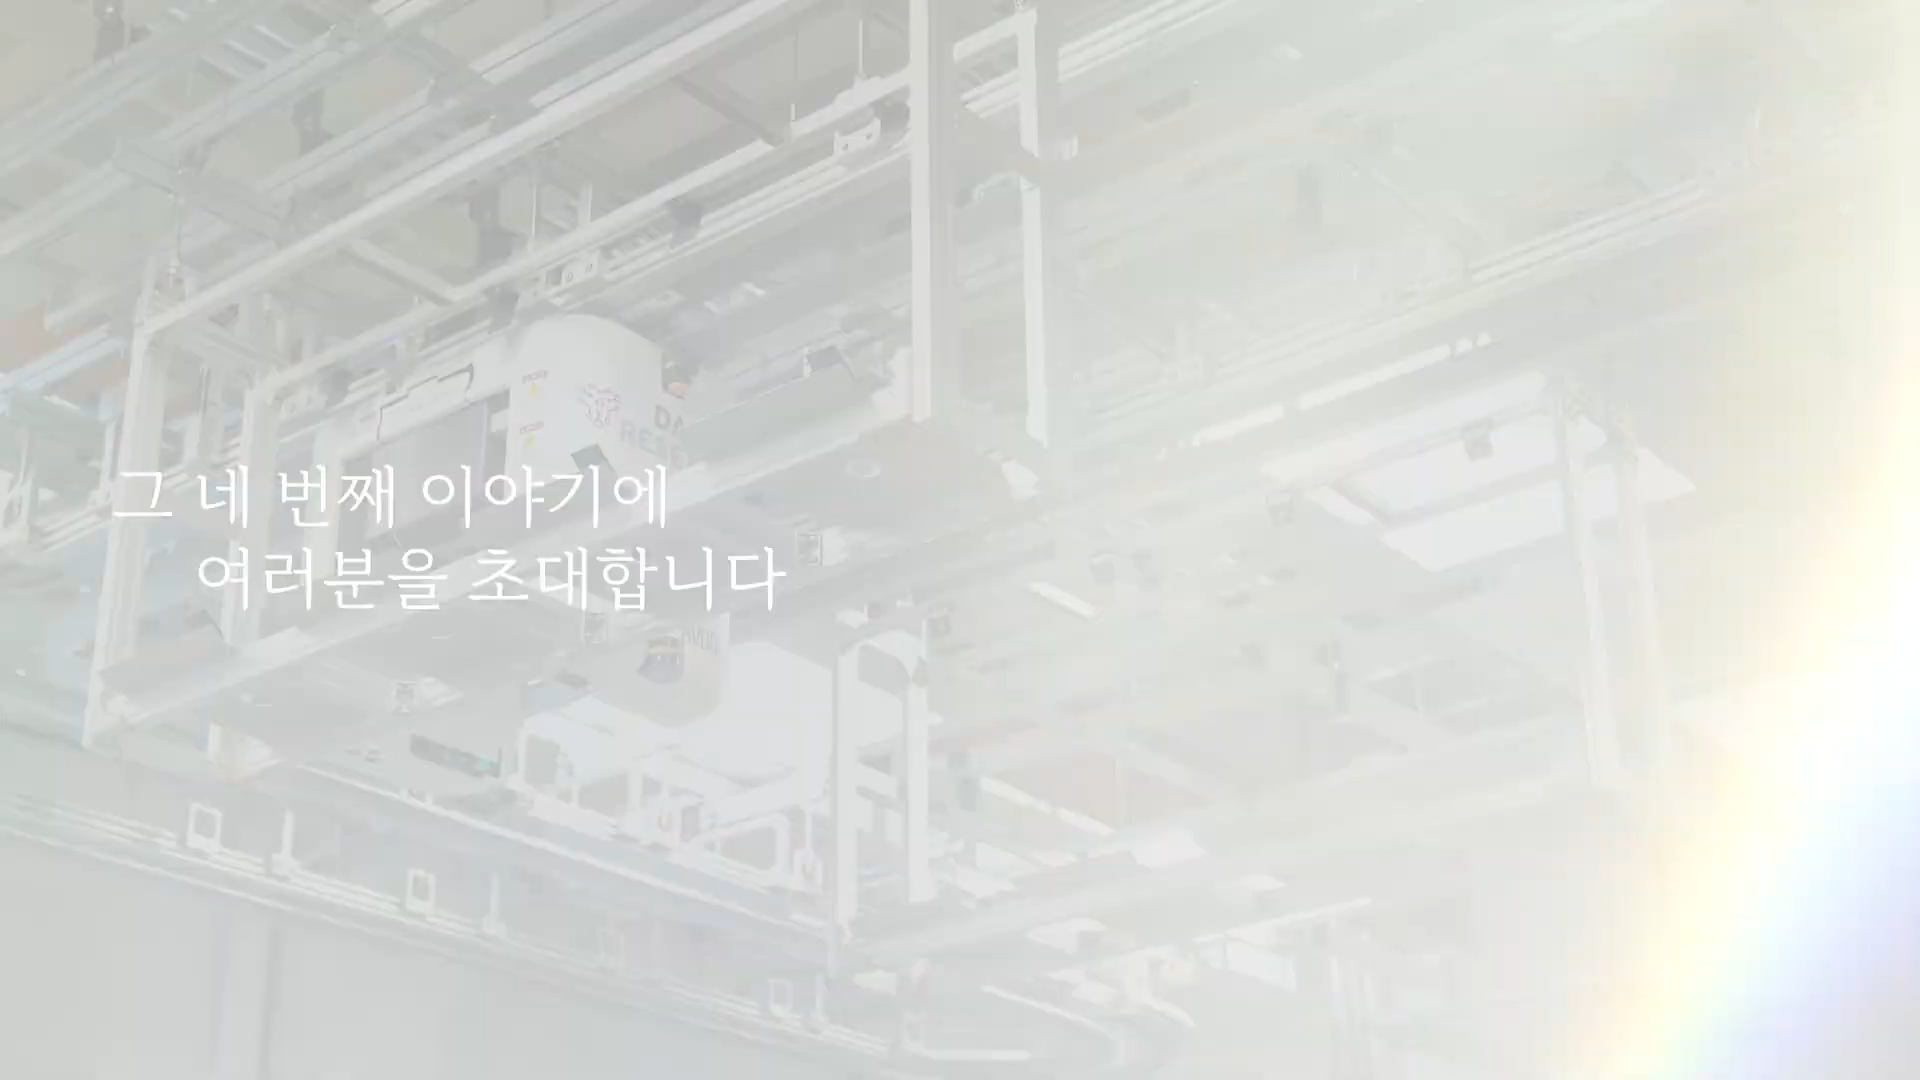 그 네 번째 이야기에
여러분을 초대합니다